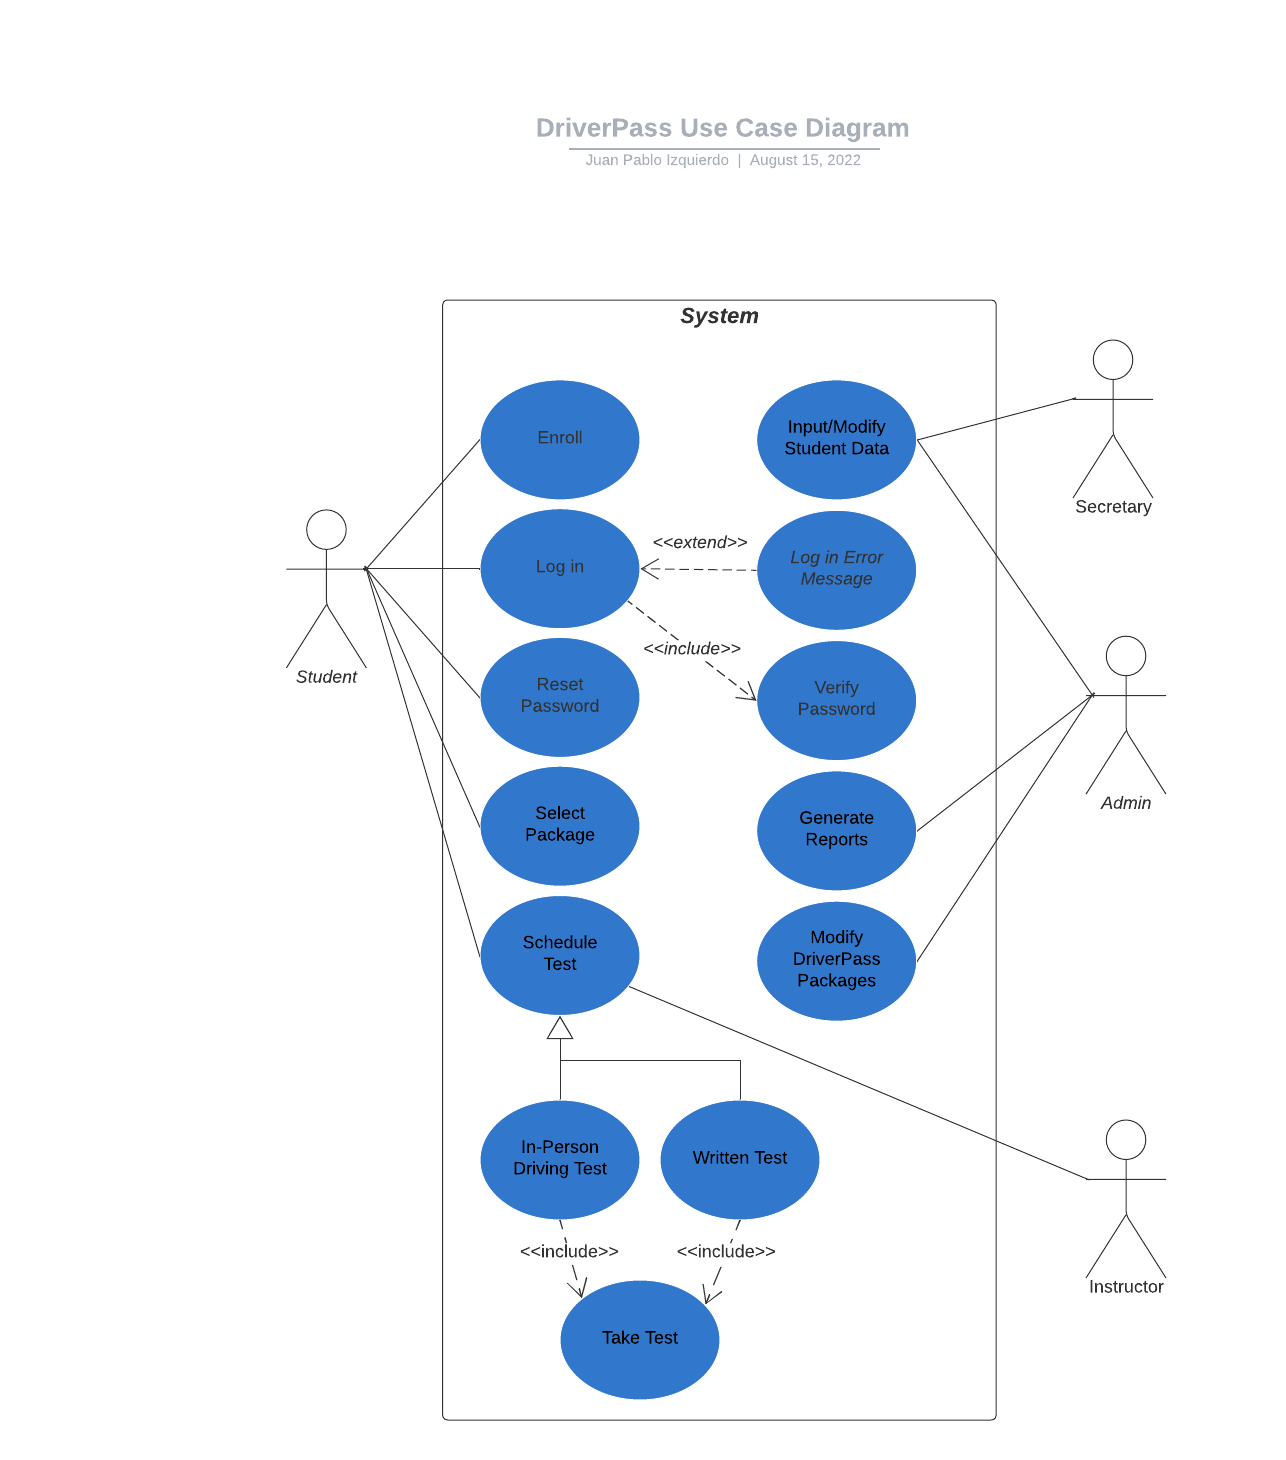 DriverPass Use Case Diagram
Juan Pablo Izquierdo | August 15, 2022
System
Enroll
Input/Modify
Student Data
Secretary
Log in
<<extend>>
Log in Error
Message
Student
<<include>>
Reset
Password
Verify
Password
Admin
Select
Package
Generate
Reports
Schedule
Test
Modify
DriverPass
Packages
In-Person
Driving Test
Written Test
Instructor
<<include>>
<<include>>
Take Test